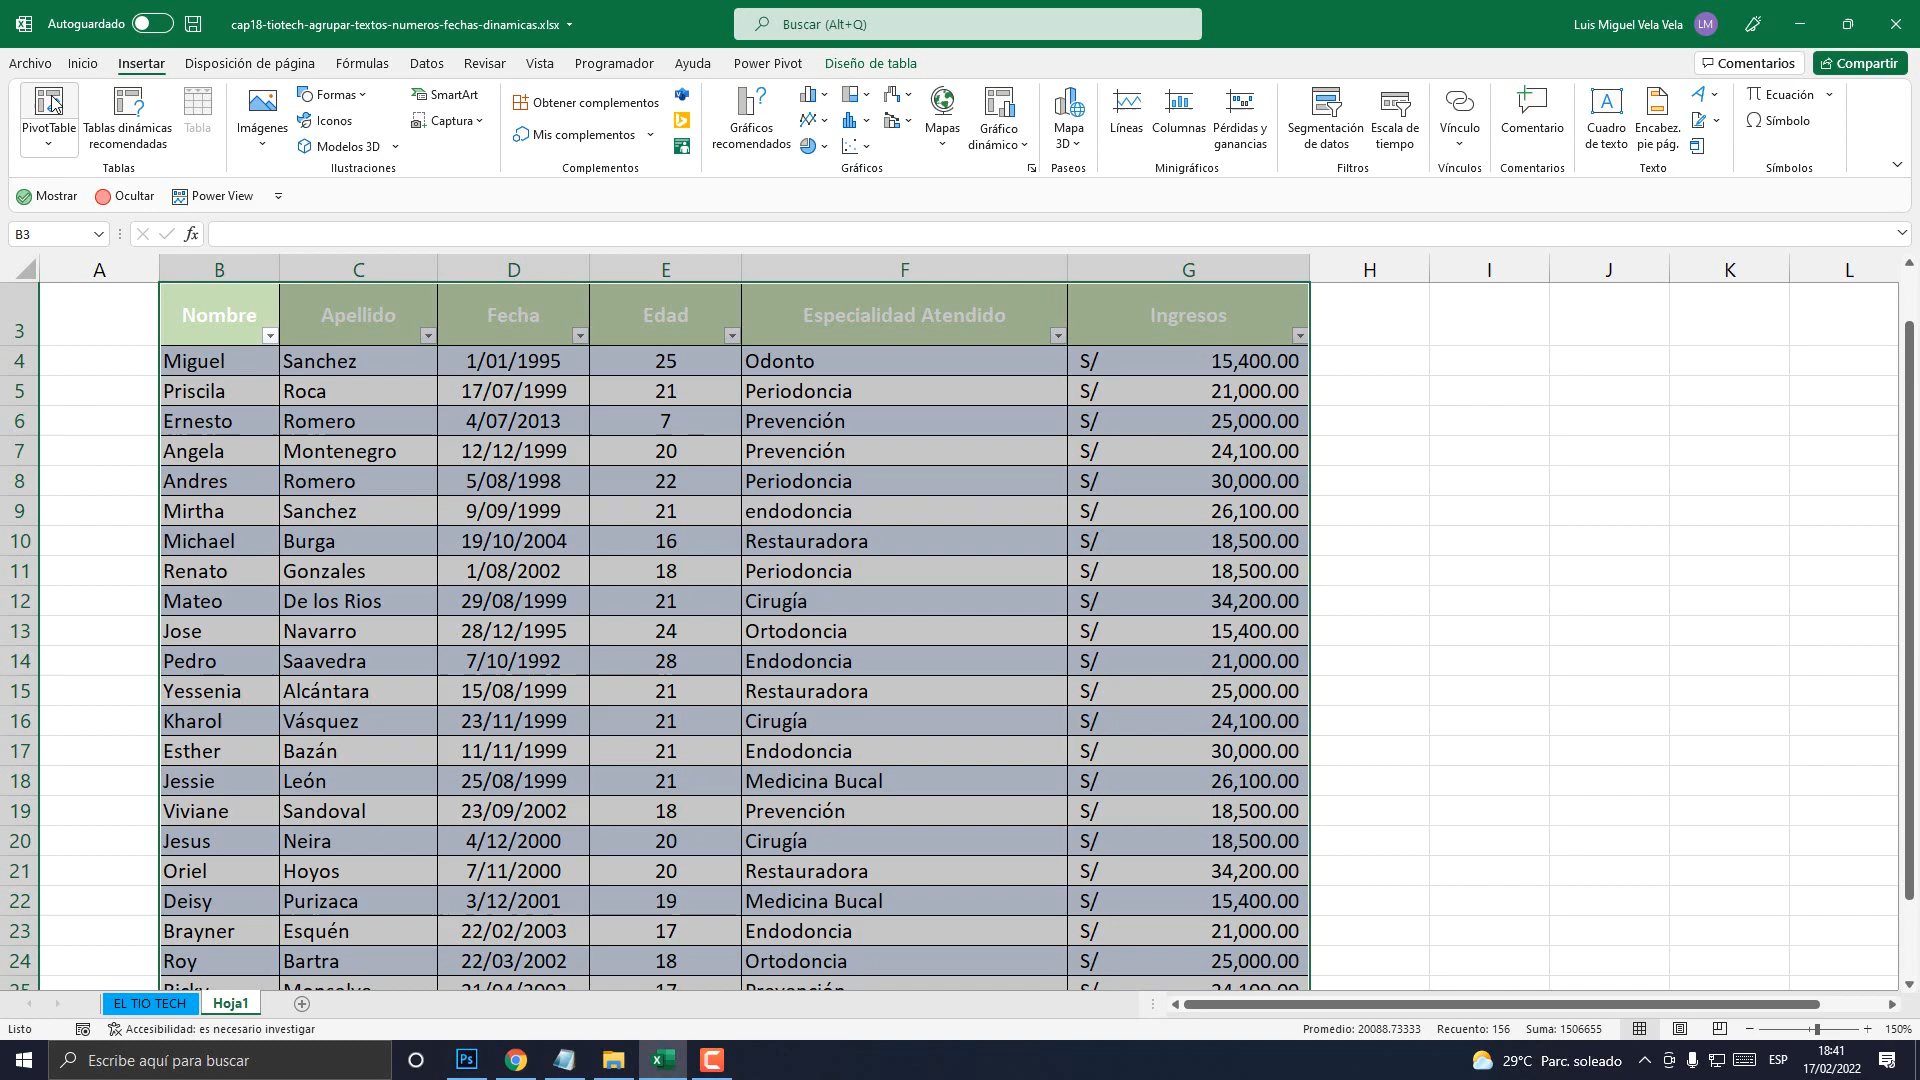 Autoguardado
cap18-tiotech-agrupar-textos-numeros-fechas-dinamicas.xlsx
Buscar (Alt+Q)
Luis Miguel Vela Vela LM
Archivo Inicio Insertar Disposición de página Fórmulas Datos Revisar Vista Programador Ayuda Power Pivot Diseño de tabla
Comentarios Compartir
PivotTable
Tablas dinámicas recomendadas
Tabla
Tablas
Imágenes
Formas
Iconos
Modelos 3D
SmartArt
Captura
Ilustraciones
Obtener complementos
Mis complementos
Complementos
Gráficos recomendados
Mapas
Gráfico dinámico
Gráficos
Mapa 3D
Paseos
Líneas
Columnas
Pérdidas y ganancias
Minigráficos
Segmentación de datos
Escala de tiempo
Filtros
Vínculo
Vínculos
Comentario
Comentarios
Cuadro de texto
Encabez. pie pág.
Texto
Ecuación
Símbolo
Símbolos
Mostrar Ocultar Power View
B3 fx
A B C D E F G H I J K L
3 Nombre Apellido Fecha Edad Especialidad Atendido Ingresos
4 Miguel Sanchez 1/01/1995 25 Odonto S/ 15,400.00
5 Priscila Roca 17/07/1999 21 Periodoncia S/ 21,000.00
6 Ernesto Romero 4/07/2013 7 Prevención S/ 25,000.00
7 Angela Montenegro 12/12/1999 20 Prevención S/ 24,100.00
8 Andres Romero 5/08/1998 22 Periodoncia S/ 30,000.00
9 Mirtha Sanchez 9/09/1999 21 endodoncia S/ 26,100.00
10 Michael Burga 19/10/2004 16 Restauradora S/ 18,500.00
11 Renato Gonzales 1/08/2002 18 Periodoncia S/ 18,500.00
12 Mateo De los Rios 29/08/1999 21 Cirugía S/ 34,200.00
13 Jose Navarro 28/12/1995 24 Ortodoncia S/ 15,400.00
14 Pedro Saavedra 7/10/1992 28 Endodoncia S/ 21,000.00
15 Yessenia Alcántara 15/08/1999 21 Restauradora S/ 25,000.00
16 Kharol Vásquez 23/11/1999 21 Cirugía S/ 24,100.00
17 Esther Bazán 11/11/1999 21 Endodoncia S/ 30,000.00
18 Jessie León 25/08/1999 21 Medicina Bucal S/ 26,100.00
19 Viviane Sandoval 23/09/2002 18 Prevención S/ 18,500.00
20 Jesus Neira 4/12/2000 20 Cirugía S/ 18,500.00
21 Oriel Hoyos 7/11/2000 20 Restauradora S/ 34,200.00
22 Deisy Purizaca 3/12/2001 19 Medicina Bucal S/ 15,400.00
23 Brayner Esquén 22/02/2003 17 Endodoncia S/ 21,000.00
24 Roy Bartra 22/03/2002 18 Ortodoncia S/ 25,000.00
EL TIO TECH Hoja1
Listo Accesibilidad: es necesario investigar Promedio: 20088.73333 Recuento: 156 Suma: 1506655 150%
Escribe aquí para buscar
Ps
29°C Parc. soleado
ESP
18:41
17/02/2022